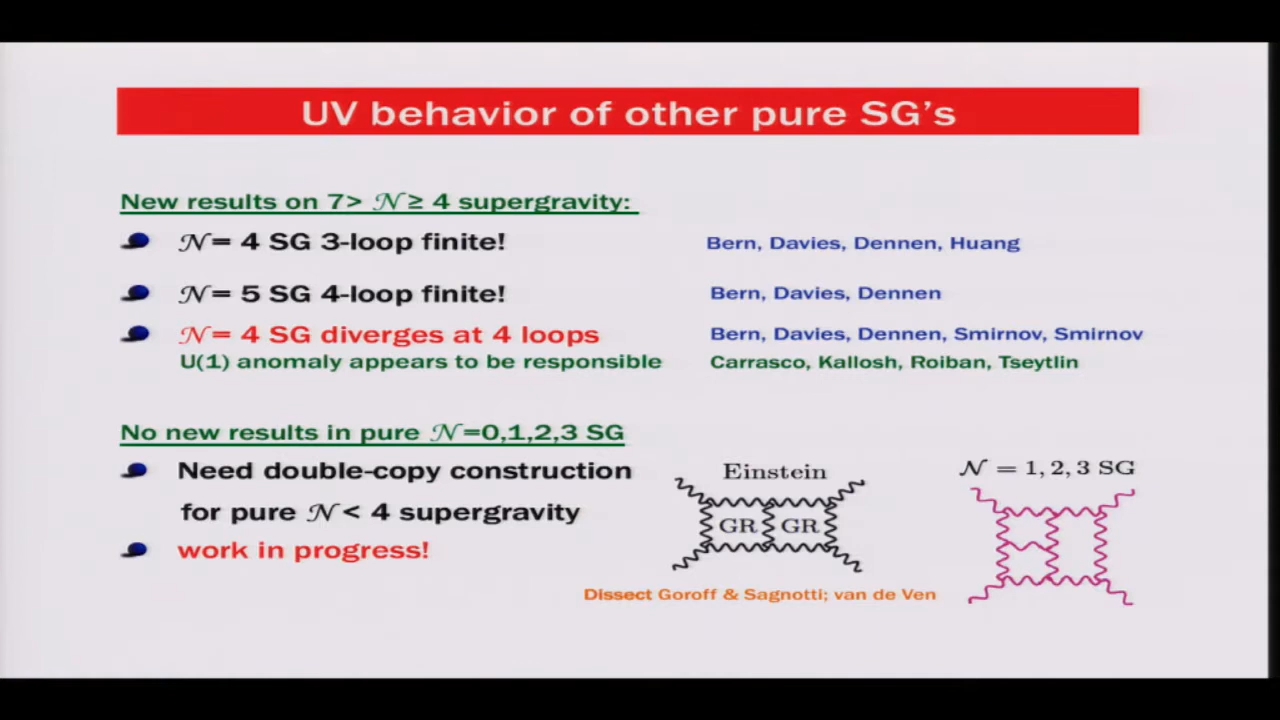 UV behavior of other pure SG's
New results on 7> 𝒩 ≥ 4 supergravity:
𝒩 = 4 SG 3-loop finite!
Bern, Davies, Dennen, Huang
𝒩 = 5 SG 4-loop finite!
Bern, Davies, Dennen
𝒩 = 4 SG diverges at 4 loops
Bern, Davies, Dennen, Smirnov, Smirnov
U(1) anomaly appears to be responsible
Carrasco, Kallosh, Roiban, Tseytlin
No new results in pure 𝒩 =0,1,2,3 SG
Need double-copy construction
for pure 𝒩 < 4 supergravity
work in progress!
Einstein
GR GR
𝒩 = 1, 2, 3 SG
Dissect Goroff & Sagnotti; van de Ven